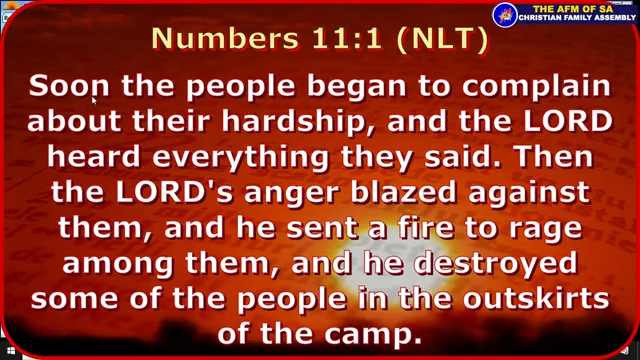 THE AFM OF SA
CHRISTIAN FAMILY ASSEMBLY
Numbers 11:1 (NLT)
Soon the people began to complain
about their hardship, and the LORD
heard everything they said. Then
the LORD's anger blazed against
them, and he sent a fire to rage
among them, and he destroyed
some of the people in the outskirts
of the camp.